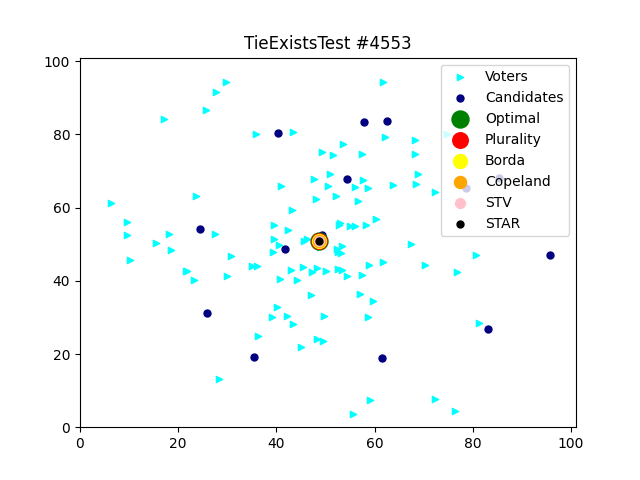 TieExistsTest #4553
100
80
60
40
20
0
0 20 40 60 80 100
Voters
Candidates
Optimal
Plurality
Borda
Copeland
STV
STAR